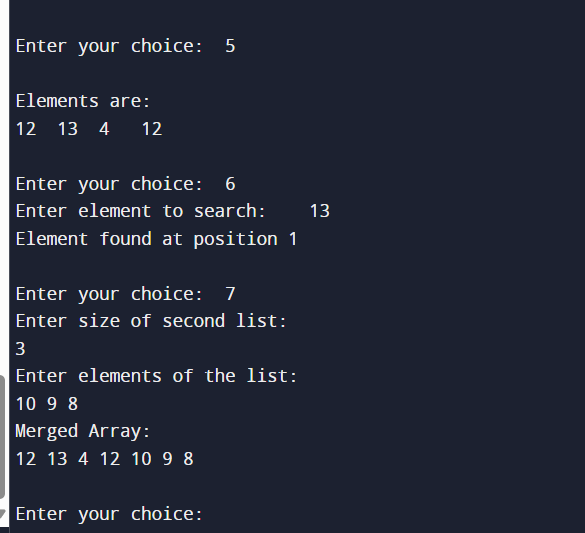 Enter your choice:  5
Elements are:
12  13  4   12
Enter your choice:  6
Enter element to search:    13
Element found at position 1
Enter your choice:  7
Enter size of second list:
3
Enter elements of the list:
10 9 8
Merged Array:
12 13 4 12 10 9 8
Enter your choice: